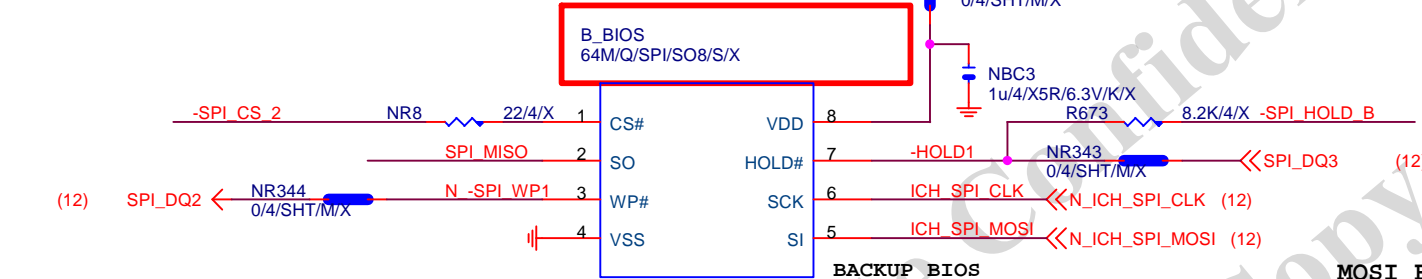 0/4/SHT/M/X
B_BIOS
64M/Q/SPI/SO8/S/X
NBC3
1u/4/X5R/6.3V/K/X
-SPI_CS_2 NR8 22/4/X 1 CS# VDD 8 R673 8.2K/4/X -SPI_HOLD_B
SPI_MISO 2 SO HOLD# 7 -HOLD1 NR343 0/4/SHT/M/X SPI_DQ3 (12
(12) SPI_DQ2 NR344 0/4/SHT/M/X N_-SPI_WP1 3 WP# SCK 6 ICH_SPI_CLK N_ICH_SPI_CLK (12)
4 VSS SI 5 ICH_SPI_MOSI N_ICH_SPI_MOSI (12)
BACKUP BIOS
MOSI
Confide
Copy